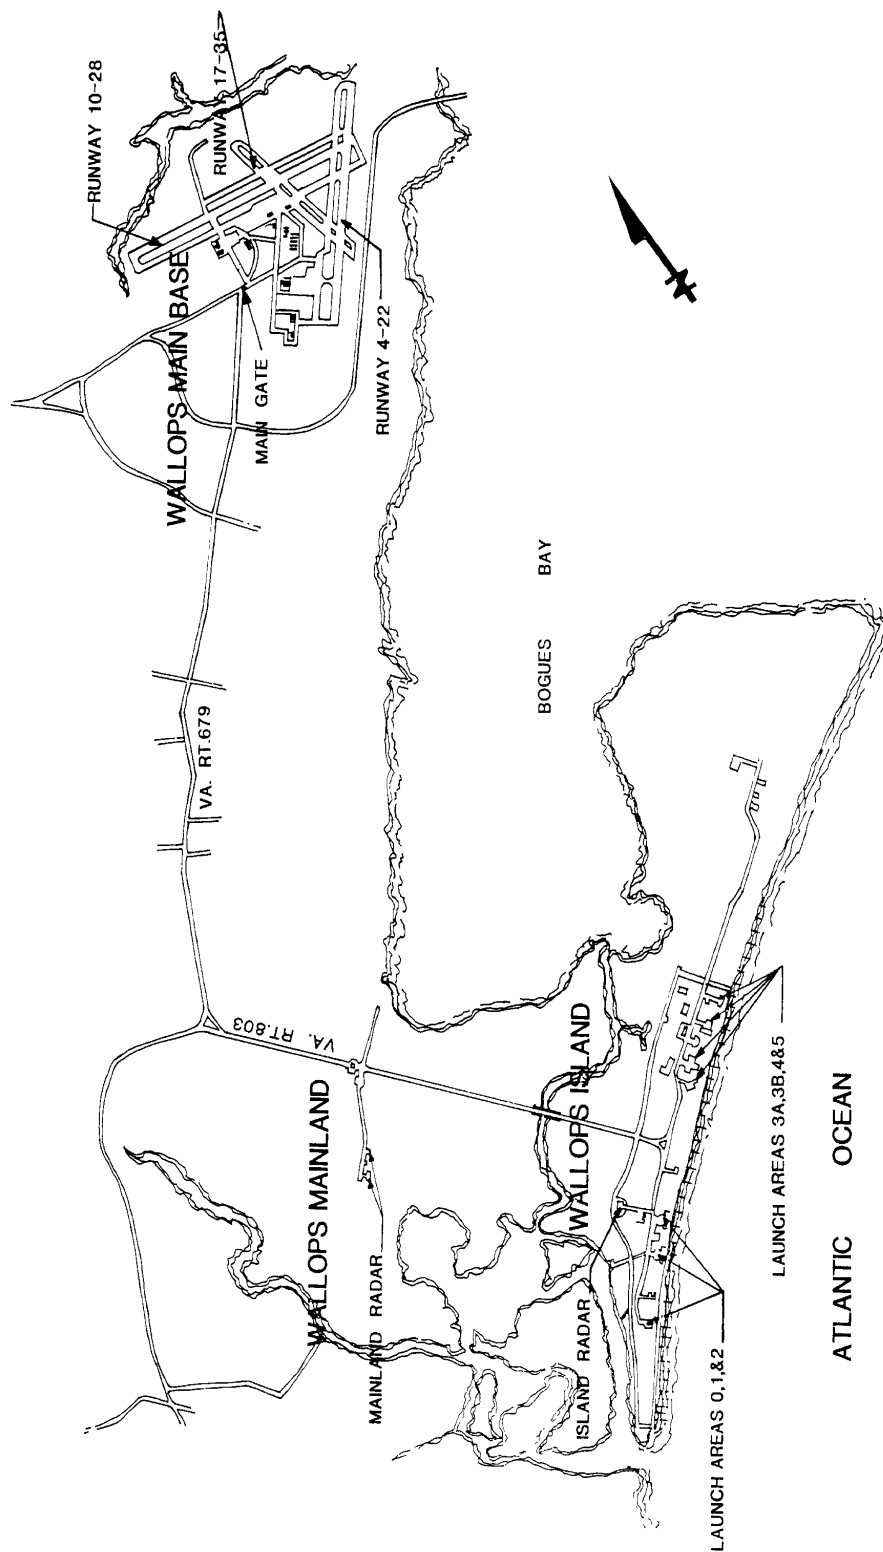 RUNWAY 10-28
RUNWAY 17-35
WALLOPS MAIN BASE
MAIN GATE
RUNWAY 4-22
VA. RT.679
BOGUES BAY
VA. RT.803
WALLOPS MAINLAND
MAINLAND RADAR
WALLOPS ISLAND
ISLAND RADAR
LAUNCH AREAS 3A,3B,4&5
LAUNCH AREAS 0,1,&2
ATLANTIC OCEAN